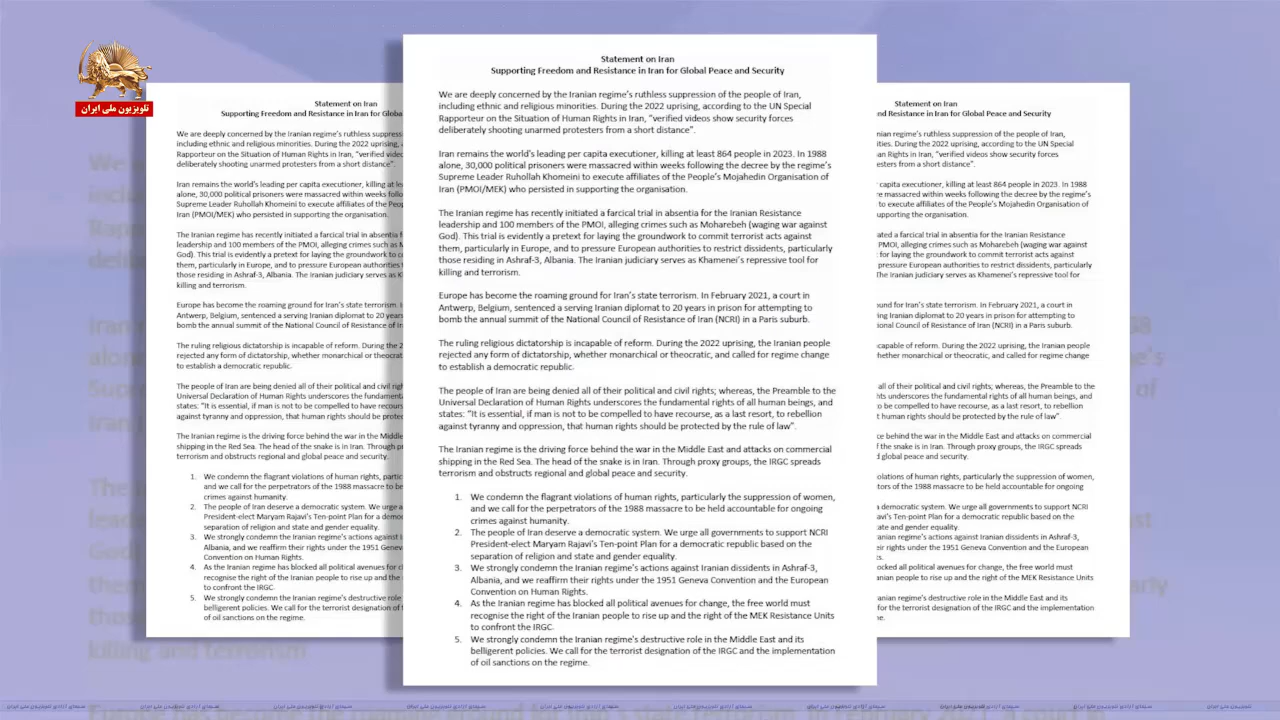 تلویزیون ملی ایران
Statement on Iran
Supporting Freedom and Resistance in Iran for Global Peace and Security
We are deeply concerned by the Iranian regime's ruthless suppression of the people of Iran,
including ethnic and religious minorities. During the 2022 uprising, according to the UN Special
Rapporteur on the Situation of Human Rights in Iran, "verified videos show security forces
deliberately shooting unarmed protesters from a short distance".
Iran remains the world's leading per capita executioner, killing at least 864 people in 2023. In 1988
alone, 30,000 political prisoners were massacred within weeks following the decree by the regime's
Supreme Leader Ruhollah Khomeini to execute affiliates of the People's Mojahedin Organisation of
Iran (PMOI/MEK) who persisted in supporting the organisation.
The Iranian regime has recently initiated a farcical trial in absentia for the Iranian Resistance
leadership and 100 members of the PMOI, alleging crimes such as Moharebeh (waging war against
God). This trial is evidently a pretext for laying the groundwork to commit terrorist acts against
them, particularly in Europe, and to pressure European authorities to restrict dissidents, particularly
those residing in Ashraf-3, Albania. The Iranian judiciary serves as Khamenei's repressive tool for
killing and terrorism.
Europe has become the roaming ground for Iran's state terrorism. In February 2021, a court in
Antwerp, Belgium, sentenced a serving Iranian diplomat to 20 years in prison for attempting to
bomb the annual summit of the National Council of Resistance of Iran (NCRI) in a Paris suburb.
The ruling religious dictatorship is incapable of reform. During the 2022 uprising, the Iranian people
rejected any form of dictatorship, whether monarchical or theocratic, and called for regime change
to establish a democratic republic.
The people of Iran are being denied all of their political and civil rights; whereas, the Preamble to the
Universal Declaration of Human Rights underscores the fundamental rights of all human beings, and
states: "It is essential, if man is not to be compelled to have recourse, as a last resort, to rebellion
against tyranny and oppression, that human rights should be protected by the rule of law".
The Iranian regime is the driving force behind the war in the Middle East and attacks on commercial
shipping in the Red Sea. The head of the snake is in Iran. Through proxy groups, the IRGC spreads
terrorism and obstructs regional and global peace and security.
1. We condemn the flagrant violations of human rights, particularly the suppression of women,
and we call for the perpetrators of the 1988 massacre to be held accountable for ongoing
crimes against humanity.
2. The people of Iran deserve a democratic system. We urge all governments to support NCRI
President-elect Maryam Rajavi's Ten-point Plan for a democratic republic based on the
separation of religion and state and gender equality.
3. We strongly condemn the Iranian regime's actions against Iranian dissidents in Ashraf-3,
Albania, and we reaffirm their rights under the 1951 Geneva Convention and the European
Convention on Human Rights.
4. As the Iranian regime has blocked all political avenues for change, the free world must
recognise the right of the Iranian people to rise up and the right of the MEK Resistance Units
to confront the IRGC.
5. We strongly condemn the Iranian regime's destructive role in the Middle East and its
belligerent policies. We call for the terrorist designation of the IRGC and the implementation
of oil sanctions on the regime.